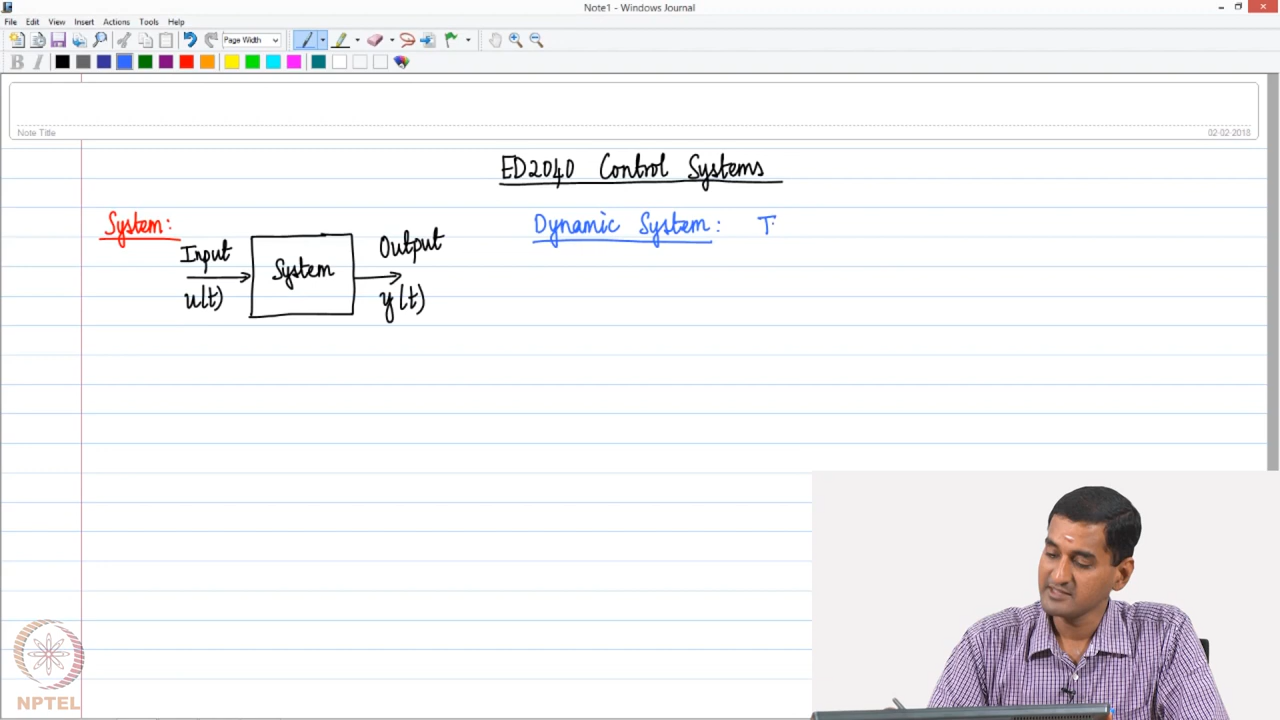 Note1 - Windows Journal
File Edit View Insert Actions Tools Help
Page Width
B I
Note Title
02-02-2018
ED2040 Control Systems
System:
Dynamic System: T
Input
System
Output
u(t)
y(t)
NPTEL